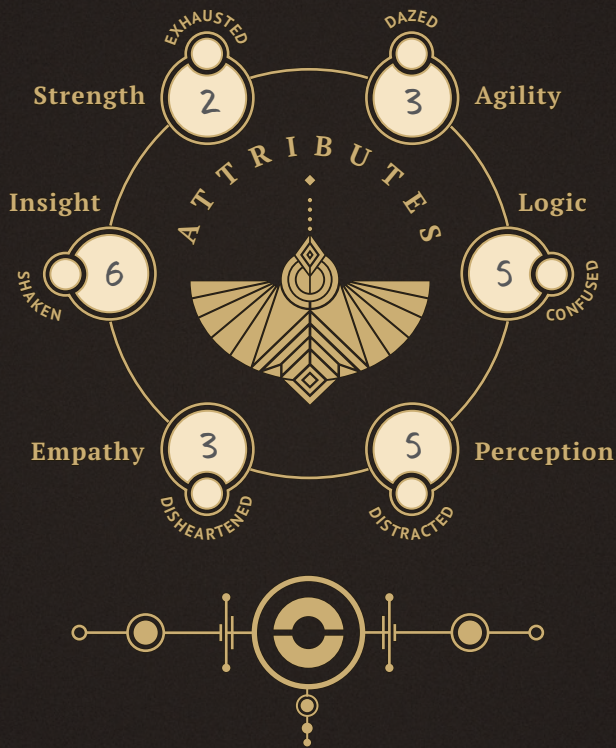 EXHAUSTED
DAZED
Strength
2
3
Agility
ATTRIBUTES
Insight
Logic
6
5
SHAKEN
CONFUSED
Empathy
3
5
Perception
DISHEARTENED
DISTRACTED